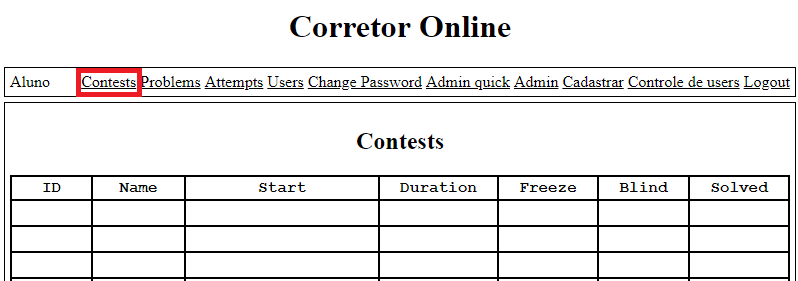 Corretor Online
Aluno Contests Problems Attempts Users Change Password Admin quick Admin Cadastrar Controle de users Logout
Contests
ID Name Start Duration Freeze Blind Solved